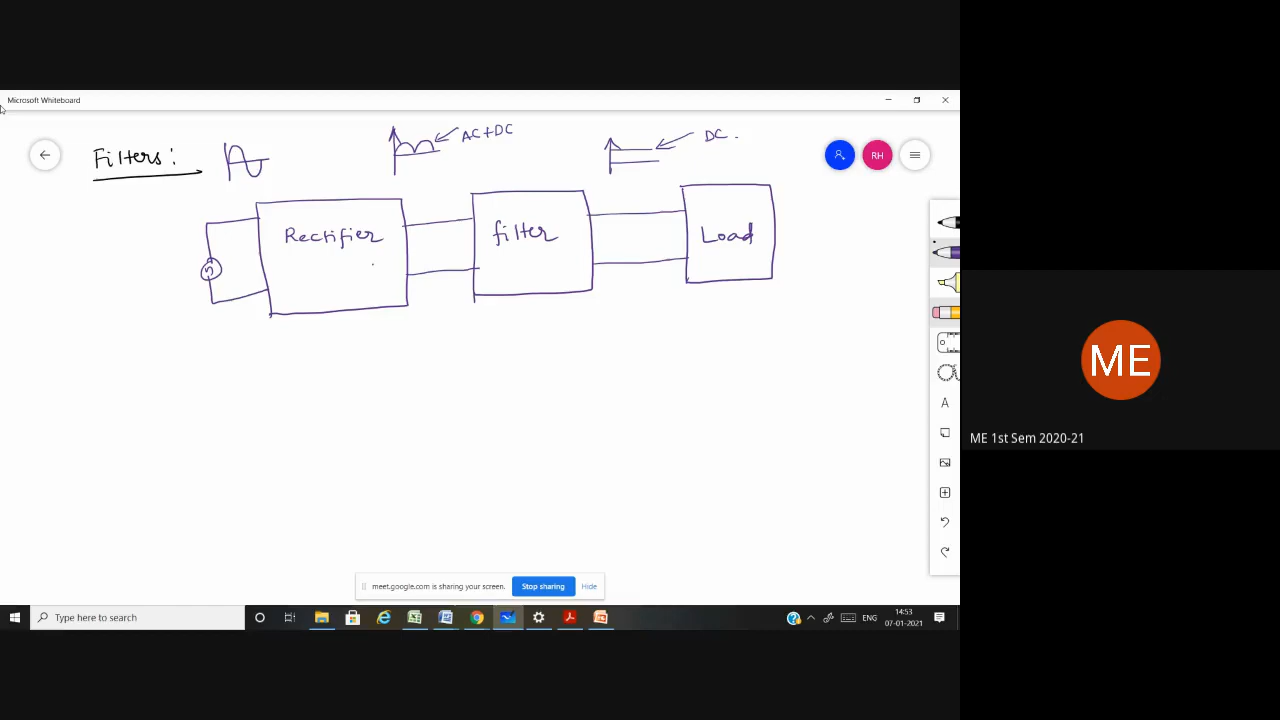 Microsoft Whiteboard
Filters:
AC+DC
DC.
RH
Rectifier
filter
Load
A
ME
ME 1st Sem 2020-21
meet.google.com is sharing your screen.
Stop sharing
Hide
Type here to search
ENG
14:53
07-01-2021